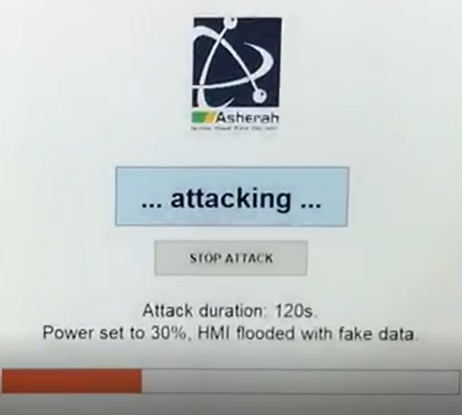 Asherah
... attacking ...
STOP ATTACK
Attack duration: 120s.
Power set to 30%, HMI flooded with fake data.